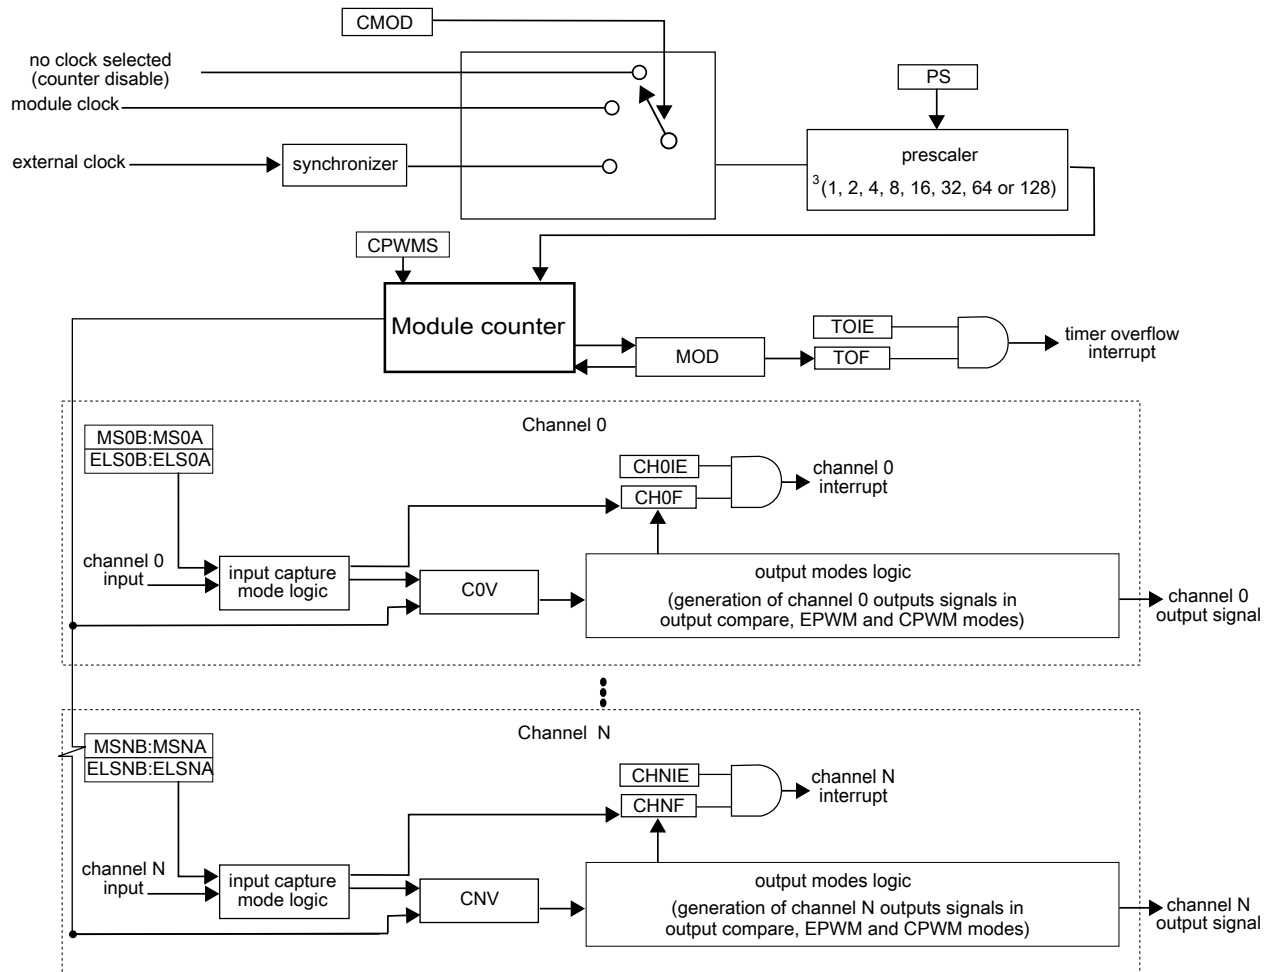 CMOD
no clock selected
(counter disable)
module clock
external clock
synchronizer
PS
prescaler
3 (1, 2, 4, 8, 16, 32, 64 or 128)
CPWMS
Module counter
MOD
TOIE
TOF
timer overflow
interrupt
Channel 0
MS0B:MS0A
ELS0B:ELS0A
CH0IE
CH0F
channel 0
interrupt
channel 0
input
input capture
mode logic
C0V
output modes logic
(generation of channel 0 outputs signals in
output compare, EPWM and CPWM modes)
channel 0
output signal
Channel N
MSNB:MSNA
ELSNB:ELSNA
CHNIE
CHNF
channel N
interrupt
channel N
input
input capture
mode logic
CNV
output modes logic
(generation of channel N outputs signals in
output compare, EPWM and CPWM modes)
channel N
output signal